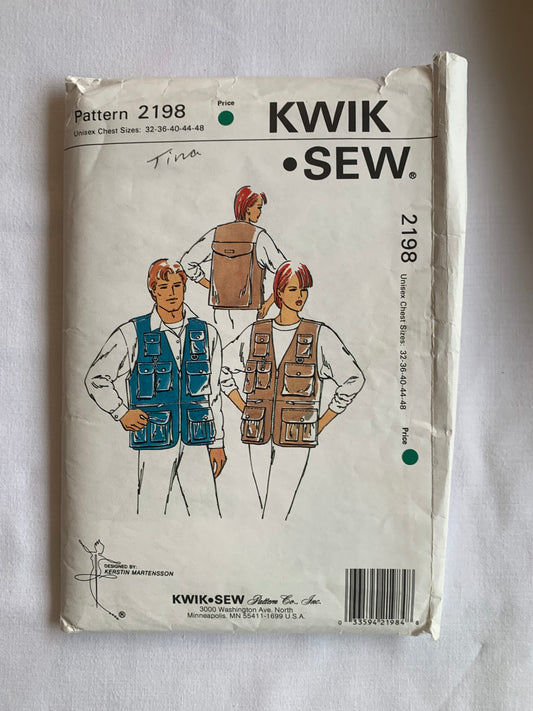 Pattern 2198
Price
Unisex Chest Sizes: 32-36-40-44-48
Tina
KWIK
•SEW®
2198
Unisex Chest Sizes: 32-36-40-44-48
Price
DESIGNED BY:
KERSTIN MARTENSSON
®
KWIK•SEW Pattern Co., Inc.
3000 Washington Ave. North
Minneapolis, MN 55411-1699 U.S.A.
0 33594 21984 8